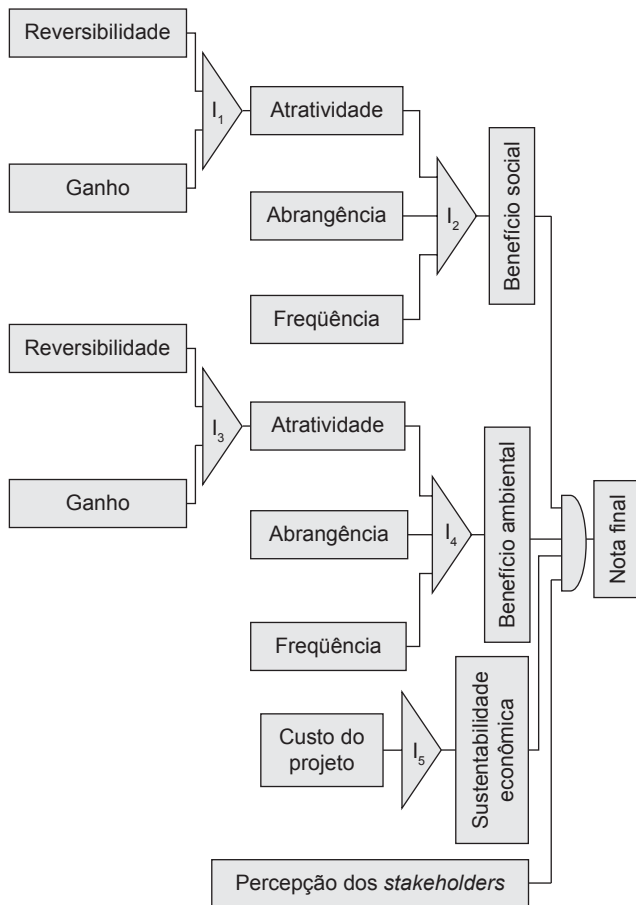 Reversibilidade
I1
Ganho
Atratividade
Abrangência
I2
Freqüência
Benefício social
Reversibilidade
I3
Ganho
Atratividade
Abrangência
I4
Freqüência
Benefício ambiental
Nota final
Custo do
projeto
I5
Sustentabilidade
econômica
Percepção dos stakeholders